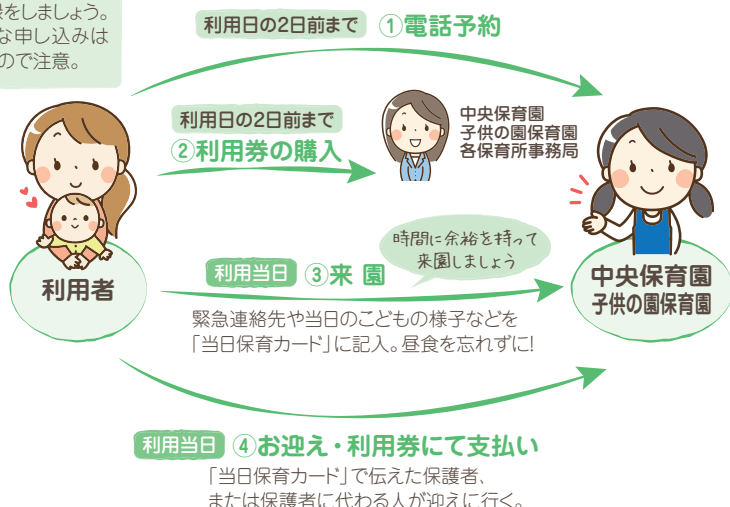 をしましょう。
な申し込みは
ので注意。
利用日の2日前まで ①電話予約
利用日の2日前まで
②利用券の購入
中央保育園
子供の園保育園
各保育所事務局
時間に余裕を持って
来園しましょう
利用当日 ③来 園
利用者
中央保育園
子供の園保育園
緊急連絡先や当日のこどもの様子などを
「当日保育カード」に記入。昼食を忘れずに!
利用当日 ④お迎え・利用券にて支払い
「当日保育カード」で伝えた保護者、
または保護者に代わる人が迎えに行く。